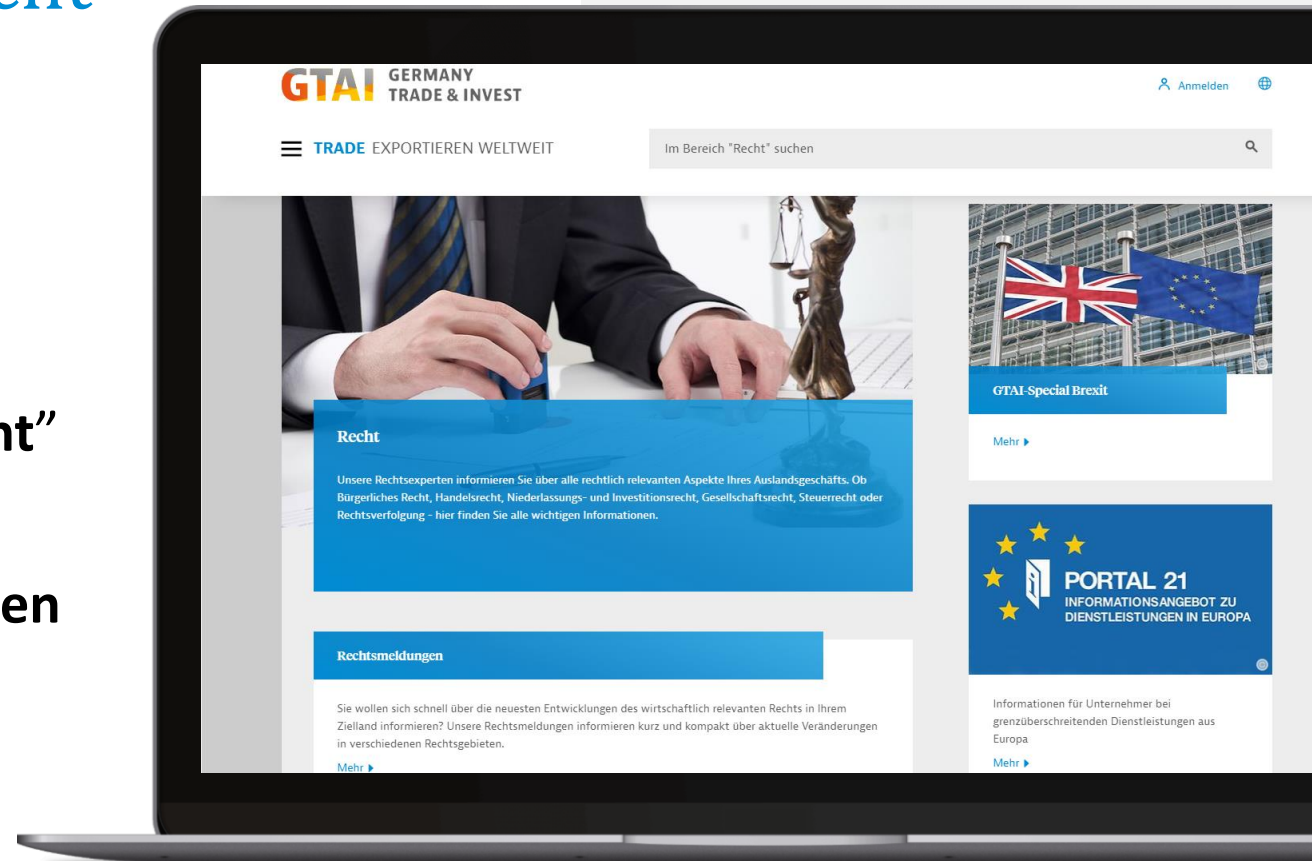 GTAI GERMANY
TRADE & INVEST
Anmelden
TRADE EXPORTIEREN WELTWEIT
Im Bereich "Recht" suchen
Recht
Unsere Rechtsexperten informieren Sie über alle rechtlich relevanten Aspekte Ihres Auslandsgeschäfts. Ob
Bürgerliches Recht, Handelsrecht, Niederlassungs- und Investitionsrecht, Gesellschaftsrecht, Steuerrecht oder
Rechtsverfolgung - hier finden Sie alle wichtigen Informationen.
Rechtsmeldungen
Sie wollen sich schnell über die neuesten Entwicklungen des wirtschaftlich relevanten Rechts in Ihrem
Zielland informieren? Unsere Rechtsmeldungen informieren kurz und kompakt über aktuelle Veränderungen
in verschiedenen Rechtsgebieten.
Mehr
GTAI-Special Brexit
Mehr
PORTAL 21
INFORMATIONSANGEBOT ZU
DIENSTLEISTUNGEN IN EUROPA
Informationen für Unternehmer bei
grenzüberschreitenden Dienstleistungen aus
Europa
Mehr